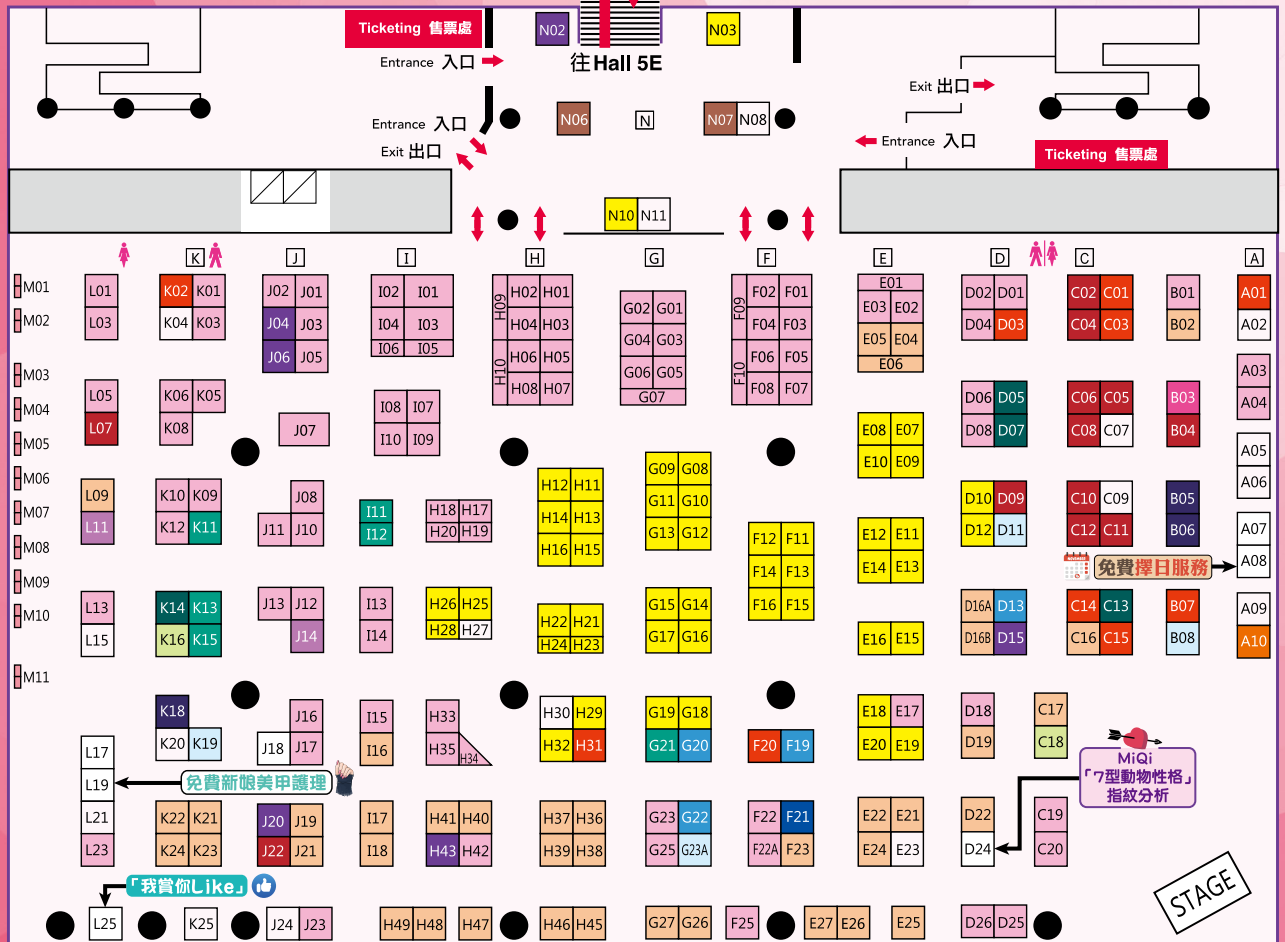 Ticketing 售票處
N02
N03
Entrance 入口
往Hall 5E
Exit 出口
Entrance 入口
Exit 出口
N06
N
N07 N08
Entrance 入口
Ticketing 售票處
N10 N11
K J I H G F E D C A
M01
M02
M03
M04
M05
M06
M07
M08
M09
M10
M11
L01
L03
L05
L07
L09
L11
L13
L15
L17
L19
L21
L23
L25
K02 K01
K04 K03
K06 K05
K08
K10 K09
K12 K11
K14 K13
K16 K15
K18
K20 K19
K22 K21
K24 K23
K25
J02 J01
J04 J03
J06 J05
J07
J08
J11 J10
J13 J12
J14
J16
J18 J17
J20 J19
J22 J21
J24 J23
I02 I01
I04 I03
I06 I05
I08 I07
I10 I09
I11
I12
I13
I14
I15
I16
I17
I18
H09
H10
H02 H01
H04 H03
H06 H05
H08 H07
H12 H11
H14 H13
H16 H15
H18 H17
H20 H19
H22 H21
H24 H23
H26 H25
H28 H27
H30 H29
H32 H31
H33
H35 H34
H37 H36
H39 H38
H41 H40
H43 H42
H49 H48
H47
H46 H45
G02 G01
G04 G03
G06 G05
G07
G09 G08
G11 G10
G13 G12
G15 G14
G17 G16
G19 G18
G21 G20
G23 G22
G25 G23A
G27 G26
F09
F10
F02 F01
F04 F03
F06 F05
F08 F07
F12 F11
F14 F13
F16 F15
F20 F19
F22 F21
F22A F23
F25
E01
E03 E02
E05 E04
E06
E08 E07
E10 E09
E12 E11
E14 E13
E16 E15
E18 E17
E20 E19
E22 E21
E24 E23
E27 E26
E25
D02 D01
D04 D03
D06 D05
D08 D07
D10 D09
D12 D11
D16A D13
D16B D15
D18
D19
D22
D24
D26 D25
C02 C01
C04 C03
C06 C05
C08 C07
C10 C09
C12 C11
C14 C13
C16 C15
C17
C18
C19
C20
B01
B02
B03
B04
B05
B06
B07
B08
A01
A02
A03
A04
A05
A06
A07
A08
A09
A10
免費擇日服務
免費新娘美甲護理
MiQi
「7型動物性格」
指紋分析
「我嘗你Like」
STAGE